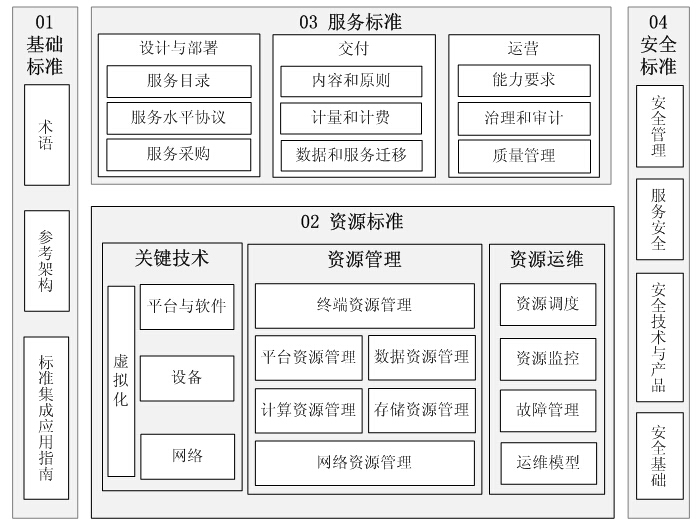 01
基础
标准
术语
参考架构
标准集成应用指南
03 服务标准
设计与部署
服务目录
服务水平协议
服务采购
交付
内容和原则
计量和计费
数据和服务迁移
运营
能力要求
治理和审计
质量管理
02 资源标准
关键技术
虚拟化
平台与软件
设备
网络
资源管理
终端资源管理
平台资源管理
数据资源管理
计算资源管理
存储资源管理
网络资源管理
资源运维
资源调度
资源监控
故障管理
运维模型
04
安全
标准
安全管理
服务安全
安全技术与产品
安全基础